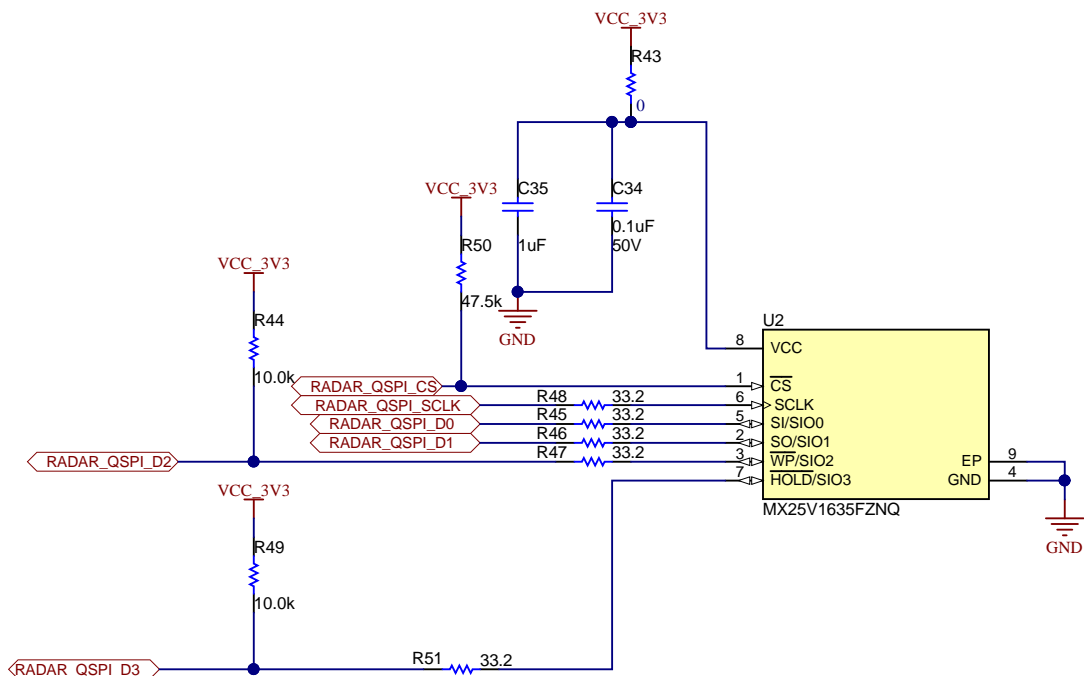 VCC_3V3
R43
0
VCC_3V3
C35
C34
0.1uF
R50
1uF
50V
VCC_3V3
47.5k
GND
R44
U2
8
VCC
10.0k
RADAR_QSPI_CS
1
CS
RADAR_QSPI_SCLK
R48
33.2
6
SCLK
RADAR_QSPI_D0
R45
33.2
5
SI/SIO0
RADAR_QSPI_D1
R46
33.2
2
SO/SIO1
RADAR_QSPI_D2
R47
33.2
3
WP/SIO2
EP
9
7
HOLD/SIO3
GND
4
VCC_3V3
MX25V1635FZNQ
R49
GND
10.0k
R51
33.2
RADAR_QSPI_D3